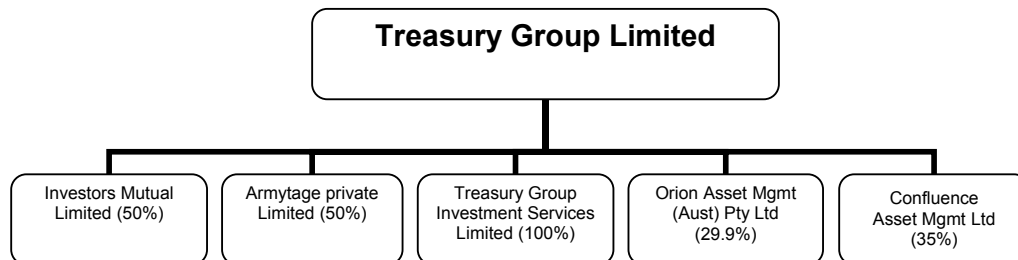 Treasury Group Limited
Investors Mutual
Limited (50%)
Armytage private
Limited (50%)
Treasury Group
Investment Services
Limited (100%)
Orion Asset Mgmt
(Aust) Pty Ltd
(29.9%)
Confluence
Asset Mgmt Ltd
(35%)